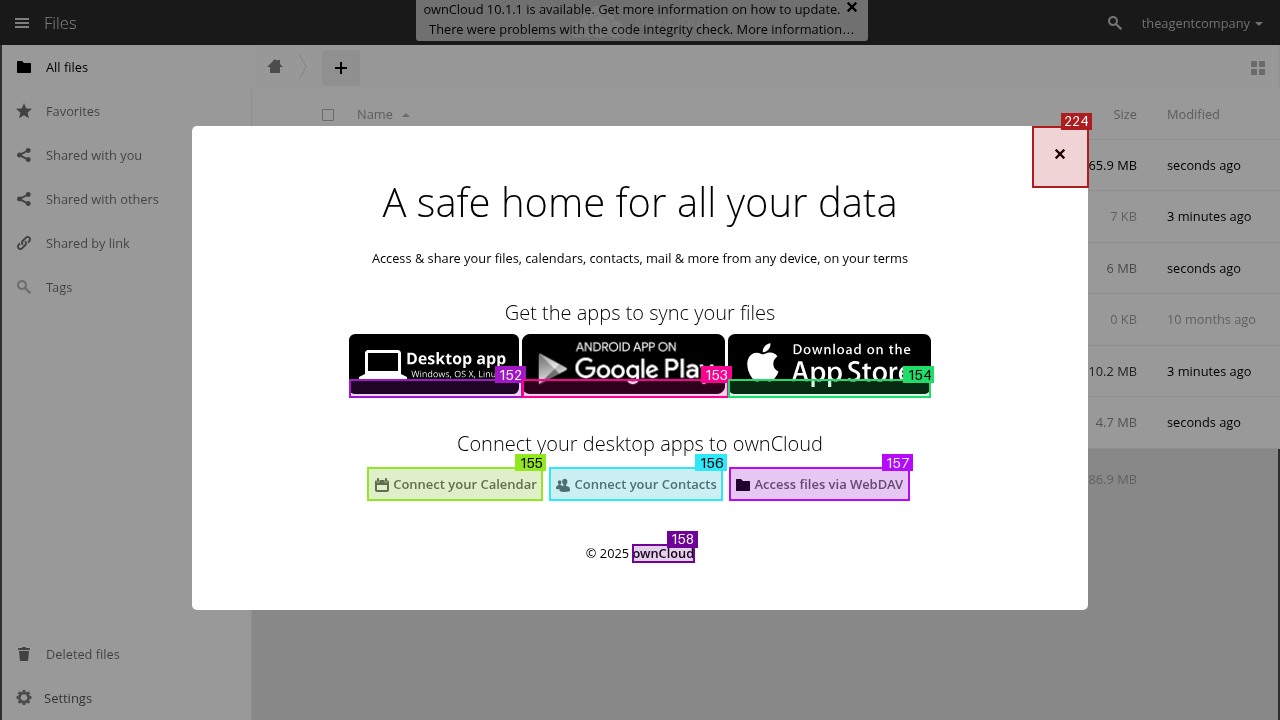 Files
ownCloud 10.1.1 is available. Get more information on how to update.
There were problems with the code integrity check. More information…
theagentcompany
All files
Favorites
Shared with you
Shared with others
Shared by link
Tags
Deleted files
Settings
Name
Size
Modified
65.9 MB
seconds ago
7 KB
3 minutes ago
6 MB
seconds ago
0 KB
10 months ago
10.2 MB
3 minutes ago
4.7 MB
seconds ago
86.9 MB
224
A safe home for all your data
Access & share your files, calendars, contacts, mail & more from any device, on your terms
Get the apps to sync your files
Desktop app
Windows, OS X,
152
ANDROID APP ON
Google Play
153
Download on the
App Store
154
Connect your desktop apps to ownCloud
155
Connect your Calendar
156
Connect your Contacts
157
Access files via WebDAV
158
© 2025 ownCloud